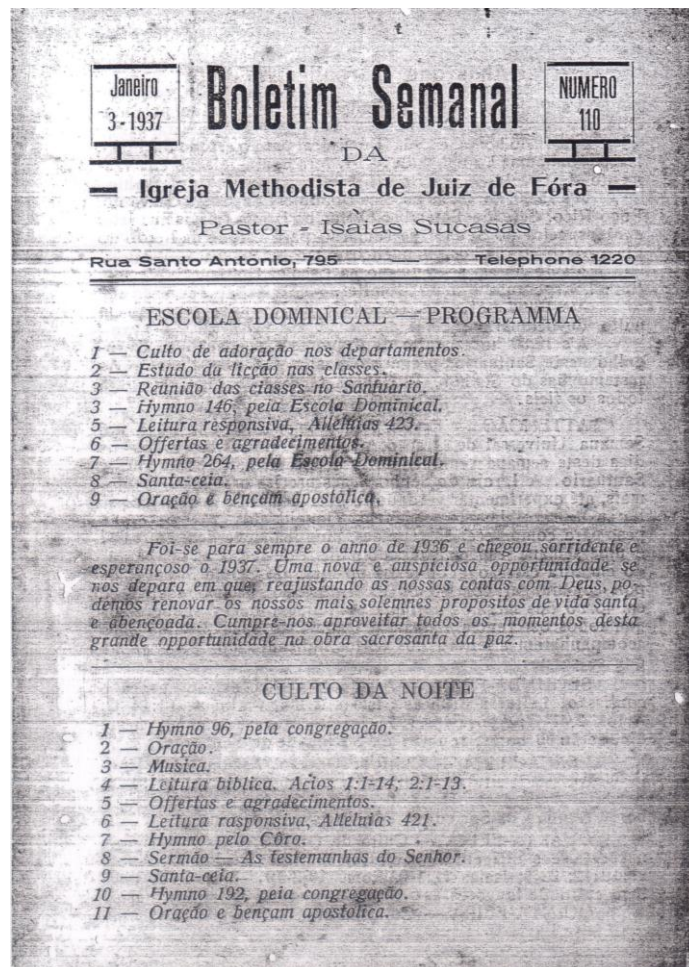 Janeiro
3-1937
Boletim Semanal
NUMERO
110
DA
— Igreja Methodista de Juiz de Fóra —
Pastor - Isaias Sucasas
Rua Santo Antonio, 795 — Telephone 1220
ESCOLA DOMINICAL — PROGRAMMA
1 — Culto de adoração nos departamentos.
2 — Estudo da licção nas classes.
3 — Reunião das classes no Santuario.
3 — Hymno 146, pela Escola Dominical.
5 — Leitura responsiva, Alleluias 423.
6 — Offertas e agradecimentos.
7 — Hymno 264, pela Escola Dominical.
8 — Santa-ceia.
9 — Oração e bençam apostolica.
Foi-se para sempre o anno de 1936 e chegou sorridente e
esperançoso o 1937. Uma nova e auspiciosa opportunidade se
nos depara em que, reajustando as nossas contas com Deus, po-
demos renovar os nossos mais solemnes propositos de vida santa
e abençoada. Cumpre-nos aproveitar todos os momentos desta
grande opportunidade na obra sacrosanta da paz.
CULTO DA NOITE
1 — Hymno 96, pela congregação.
2 — Oração.
3 — Musica.
4 — Leitura biblica. Actos 1:1-14; 2:1-13.
5 — Offertas e agradecimentos.
6 — Leitura rasponsiva, Alleluias 421.
7 — Hymno pelo Côro.
8 — Sermão — As testemanhas do Senhor.
9 — Santa-ceia.
10 — Hymno 192, peia congregação.
11 — Oração e bençam apostolica.